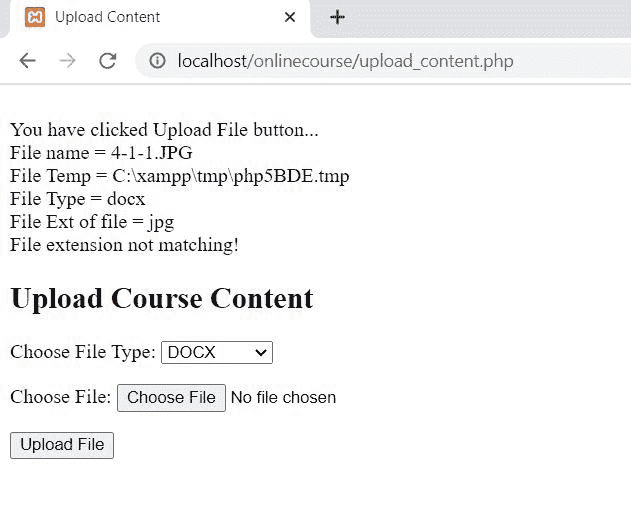 Upload Content
localhost/onlinecourse/upload_content.php
You have clicked Upload File button...
File name = 4-1-1.JPG
File Temp = C:\xampp\tmp\php5BDE.tmp
File Type = docx
File Ext of file = jpg
File extension not matching!
Upload Course Content
Choose File Type: DOCX
Choose File: Choose File No file chosen
Upload File